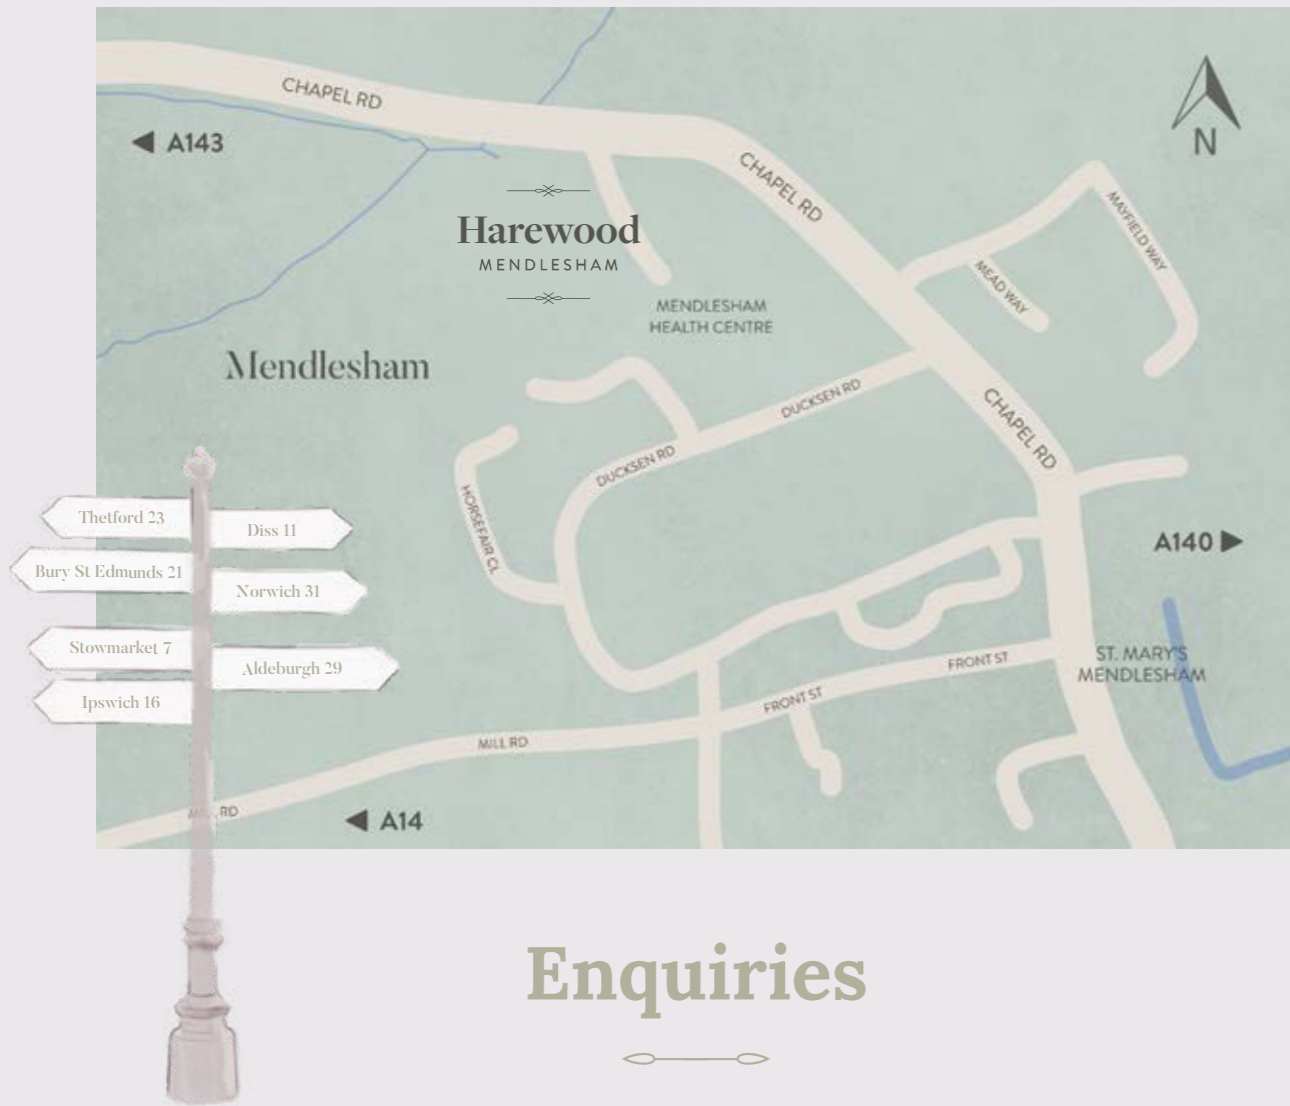 CHAPEL RD
A143
N
CHAPEL RD
Harewood
MENDLESHAM
MAYFIELD WAY
MEAD WAY
MENDLESHAM
HEALTH CENTRE
Mendlesham
DUCKSEN RD
CHAPEL RD
DUCKSEN RD
HORSEFAIR CL
Thetford 23
Diss 11
A140
Bury St Edmunds 21
Norwich 31
Stowmarket 7
Aldeburgh 29
FRONT ST
ST. MARY'S
MENDLESHAM
Ipswich 16
FRONT ST
MILL RD
MILL RD
A14
Enquiries